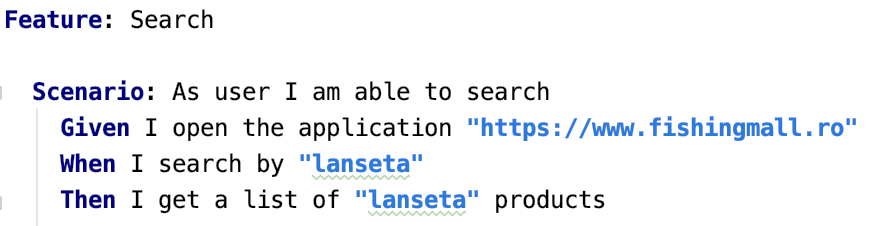 Feature: Search
Scenario: As user I am able to search
Given I open the application "https://www.fishingmall.ro"
When I search by "lanseta"
Then I get a list of "lanseta" products